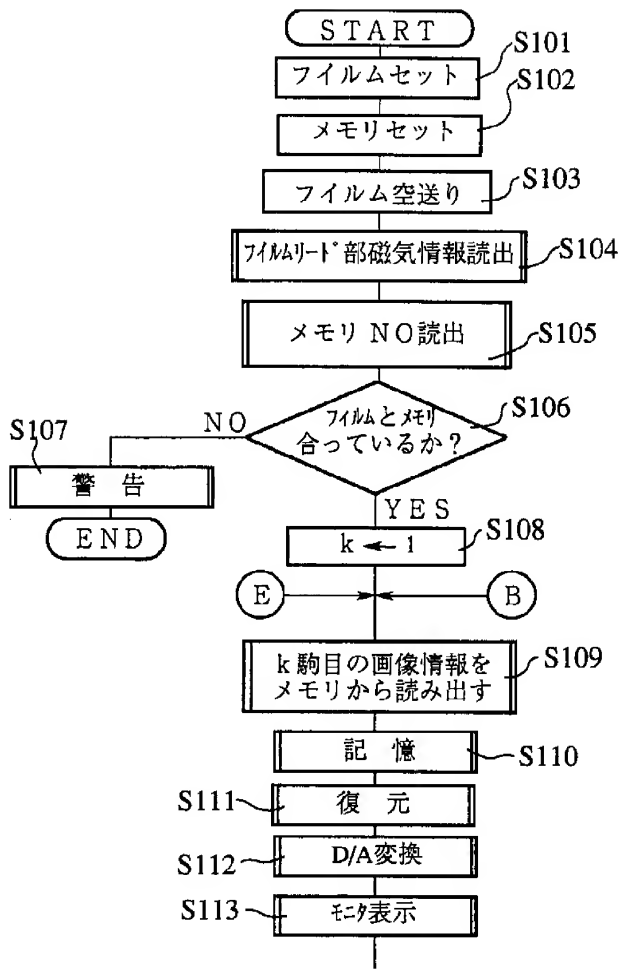 START
S101
フイルムセット
S102
メモリセット
S103
フイルム空送り
S104
フイルムリード部磁気情報読出
S105
メモリNO読出
S106
フィルムとメモリ
合っているか?
NO
S107
警告
END
YES
S108
k←1
E
B
S109
k駒目の画像情報を
メモリから読み出す
S110
記憶
S111
復元
S112
D/A変換
S113
モニタ表示